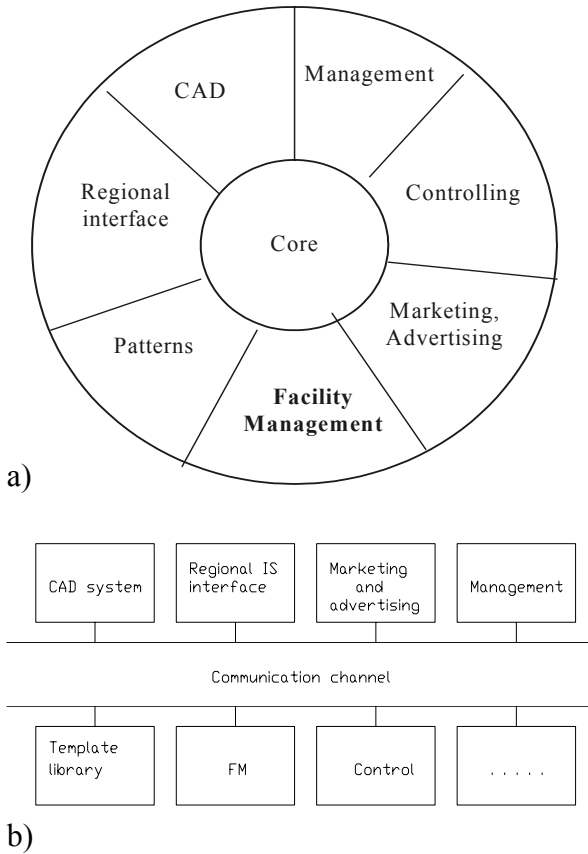 CAD
Management
Regional
interface
Controlling
Core
Patterns
Marketing,
Advertising
Facility
Management
a)
CAD system
Regional IS
interface
Marketing
and
advertising
Management
Communication channel
Template
library
FM
Control
. . . . .
b)